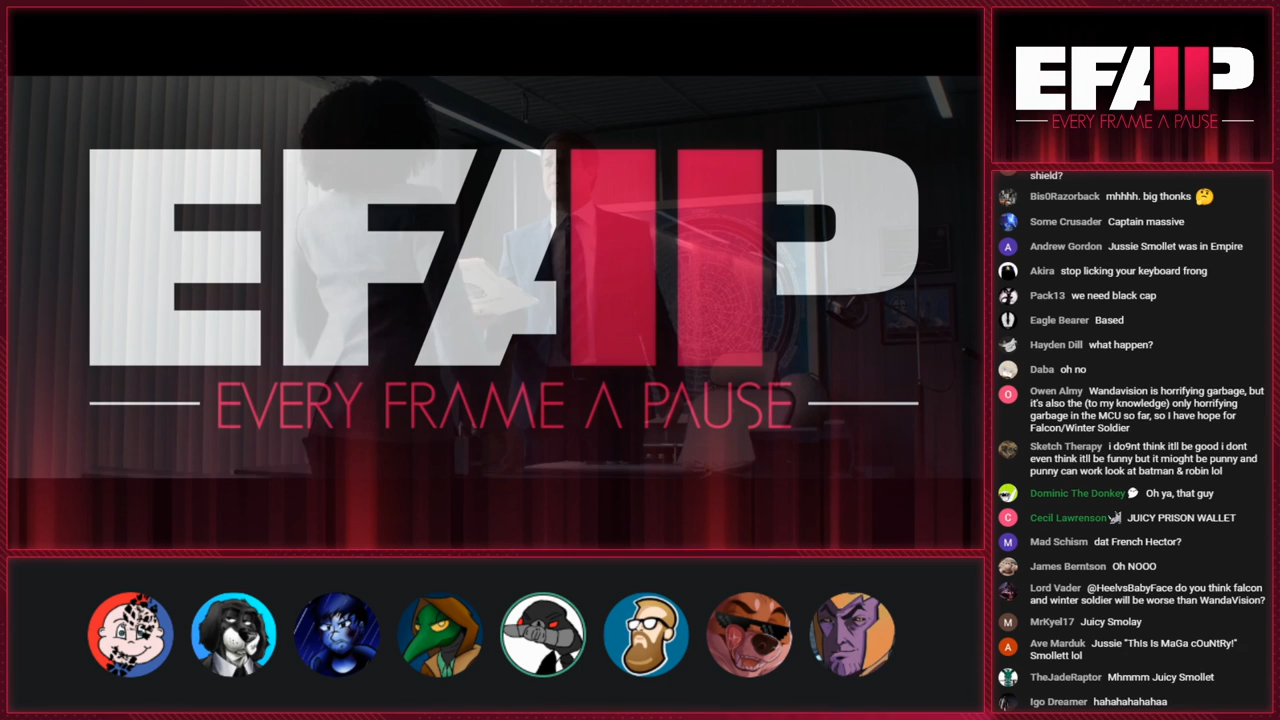 EFAP
EVERY FRAME A PAUSE
EFAP
EVERY FRAME A PAUSE
shield?
Bis0Razorback mhhhh. big thonks 🤔
Some Crusader Captain massive
A
Andrew Gordon Jussie Smollet was in Empire
Akira stop licking your keyboard frong
Pack13 we need black cap
Eagle Bearer Based
Hayden Dill what happen?
Daba oh no
O
Owen Almy Wandavision is horrifying garbage, but
it's also the (to my knowledge) only horrifying
garbage in the MCU so far, so I have hope for
Falcon/Winter Soldier
Sketch Therapy i do9nt think itll be good i dont
even think itll be funny but it mioght be punny and
punny can work look at batman & robin lol
Dominic The Donkey Oh ya, that guy
C
Cecil Lawrenson JUICY PRISON WALLET
M
Mad Schism dat French Hector?
James Berntson Oh NOOO
Lord Vader @HeelvsBabyFace do you think falcon
and winter soldier will be worse than WandaVision?
M
MrKyel17 Juicy Smolay
A
Ave Marduk Jussie "This Is MaGa cOuNtRy!"
Smollett lol
TheJadeRaptor Mhmmm Juicy Smollet
Igo Dreamer hahahahahahaa